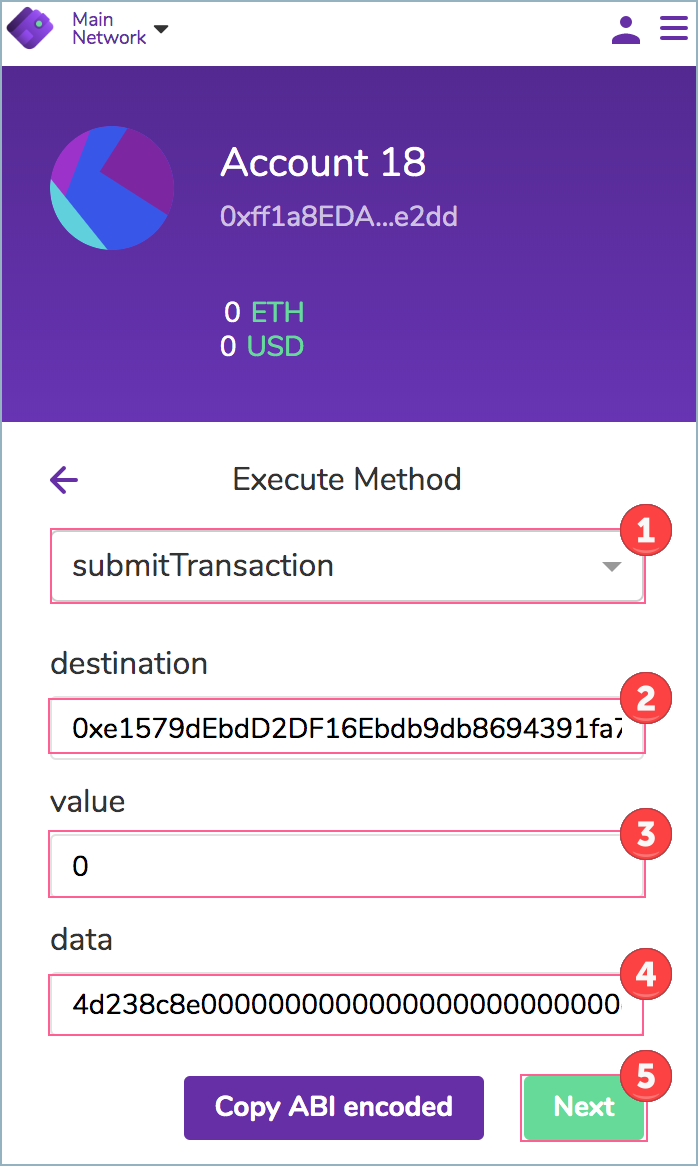 Main
Network
Account 18
0xff1a8EDA...e2dd
0 ETH
0 USD
Execute Method
1
submitTransaction
destination
2
0xe1579dEbdD2DF16Ebdb9db8694391fa7
value
3
0
data
4
4d238c8e00000000000000000000000000
5
Copy ABI encoded
Next